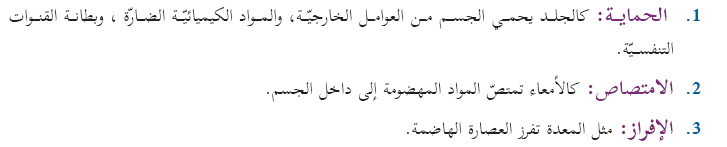 1. الحماية: كالجلد يحمي الجسم من العوامل الخارجيّة، والمواد الكيميائيّة الضارّة ، وبطانة القنوات
التنفسيّة.
2. الامتصاص: كالأمعاء تمتصّ المواد المهضومة إلى داخل الجسم.
3. الإفراز: مثل المعدة تفرز العصارة الهاضمة.